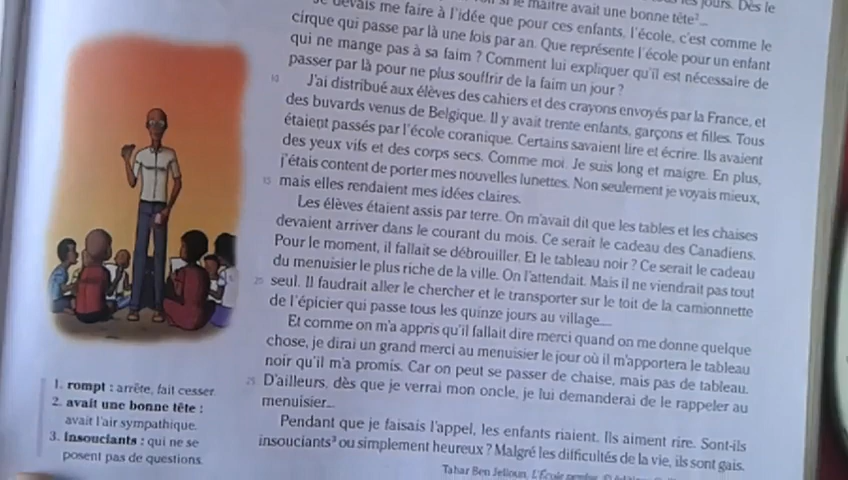 jours. Dès le
si le maître avait une bonne tête²...
devais me faire à l'idée que pour ces enfants, l'école, c'est comme le
cirque qui passe par là une fois par an. Que représente l'école pour un enfant
qui ne mange pas à sa faim ? Comment lui expliquer qu'il est nécessaire de
passer par là pour ne plus souffrir de la faim un jour ?
10 J'ai distribué aux élèves des cahiers et des crayons envoyés par la France, et
des buvards venus de Belgique. Il y avait trente enfants, garçons et filles. Tous
étaient passés par l'école coranique. Certains savaient lire et écrire. Ils avaient
des yeux vifs et des corps secs. Comme moi. Je suis long et maigre. En plus,
j'étais content de porter mes nouvelles lunettes. Non seulement je voyais mieux,
15 mais elles rendaient mes idées claires.
Les élèves étaient assis par terre. On m'avait dit que les tables et les chaises
devaient arriver dans le courant du mois. Ce serait le cadeau des Canadiens.
Pour le moment, il fallait se débrouiller. Et le tableau noir ? Ce serait le cadeau
du menuisier le plus riche de la ville. On l'attendait. Mais il ne viendrait pas tout
20 seul. Il faudrait aller le chercher et le transporter sur le toit de la camionnette
de l'épicier qui passe tous les quinze jours au village...
Et comme on m'a appris qu'il fallait dire merci quand on me donne quelque
chose, je dirai un grand merci au menuisier le jour où il m'apportera le tableau
noir qu'il m'a promis. Car on peut se passer de chaise, mais pas de tableau.
25 D'ailleurs, dès que je verrai mon oncle, je lui demanderai de le rappeler au
menuisier...
Pendant que je faisais l'appel, les enfants riaient. Ils aiment rire. Sont-ils
insouciants³ ou simplement heureux ? Malgré les difficultés de la vie, ils sont gais.
Tahar Ben Jelloun, L'École
1. rompt : arrête, fait cesser.
2. avait une bonne tête :
avait l'air sympathique.
3. Insouciants : qui ne se
posent pas de questions.